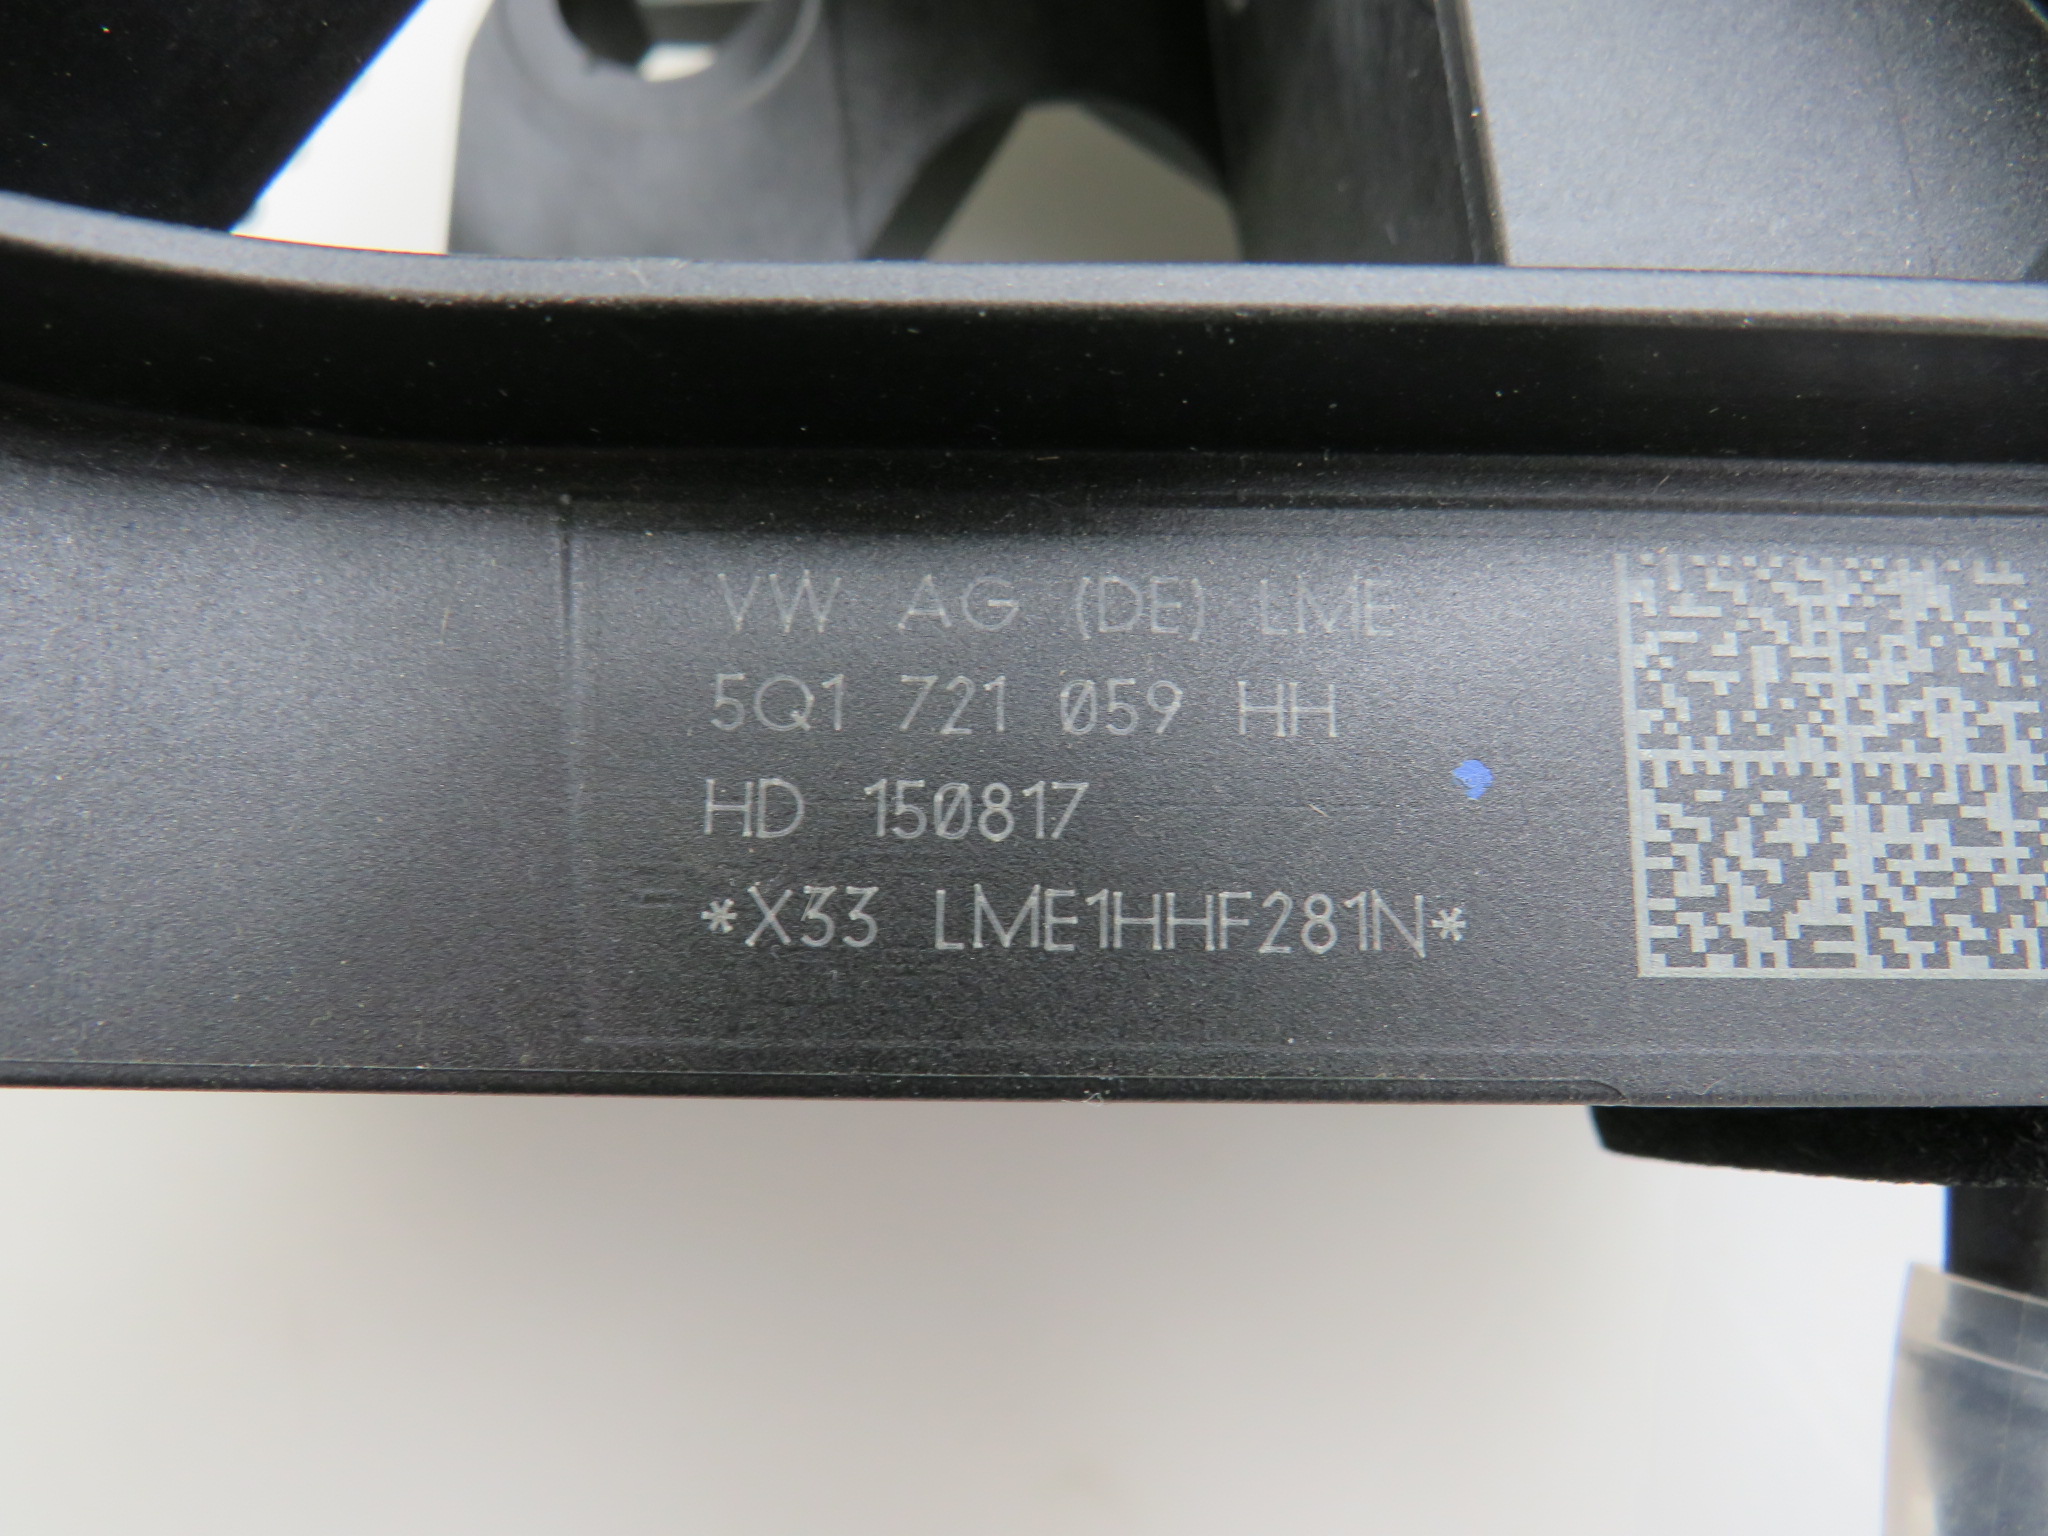 VW AG (DE) LME
5Q1 721 059 HH
HD 150817
*X33 LME1HHF281N*